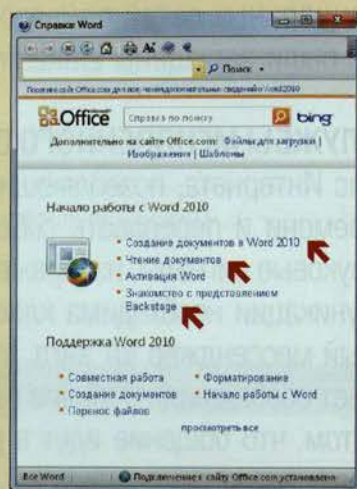 Справка Word
Поиск
Office
Справка по поиску
bing
Дополнительно на сайте Office.com: Файлы для загрузки |
Изображения | Шаблоны
Начало работы с Word 2010
• Создание документов в Word 2010
• Чтение документов
• Активация Word
• Знакомство с представлением
Backstage
Поддержка Word 2010
• Совместная работа
• Форматирование
• Создание документов
• Начало работы с Word
• Перенос файлов
просмотреть все
Все Word
Подключение к сайту Office.com установлено